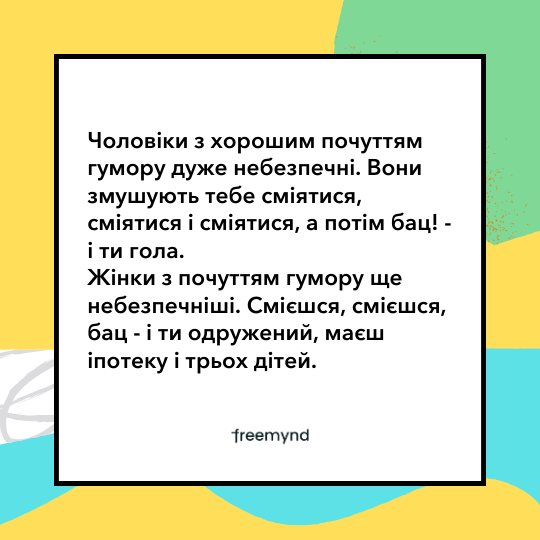 Чоловіки з хорошим почуттям
гумору дуже небезпечні. Вони
змушують тебе сміятися,
сміятися і сміятися, а потім бац! -
і ти гола.
Жінки з почуттям гумору ще
небезпечніші. Смієшся, смієшся,
бац - і ти одружений, маєш
іпотеку і трьох дітей.
freemynd